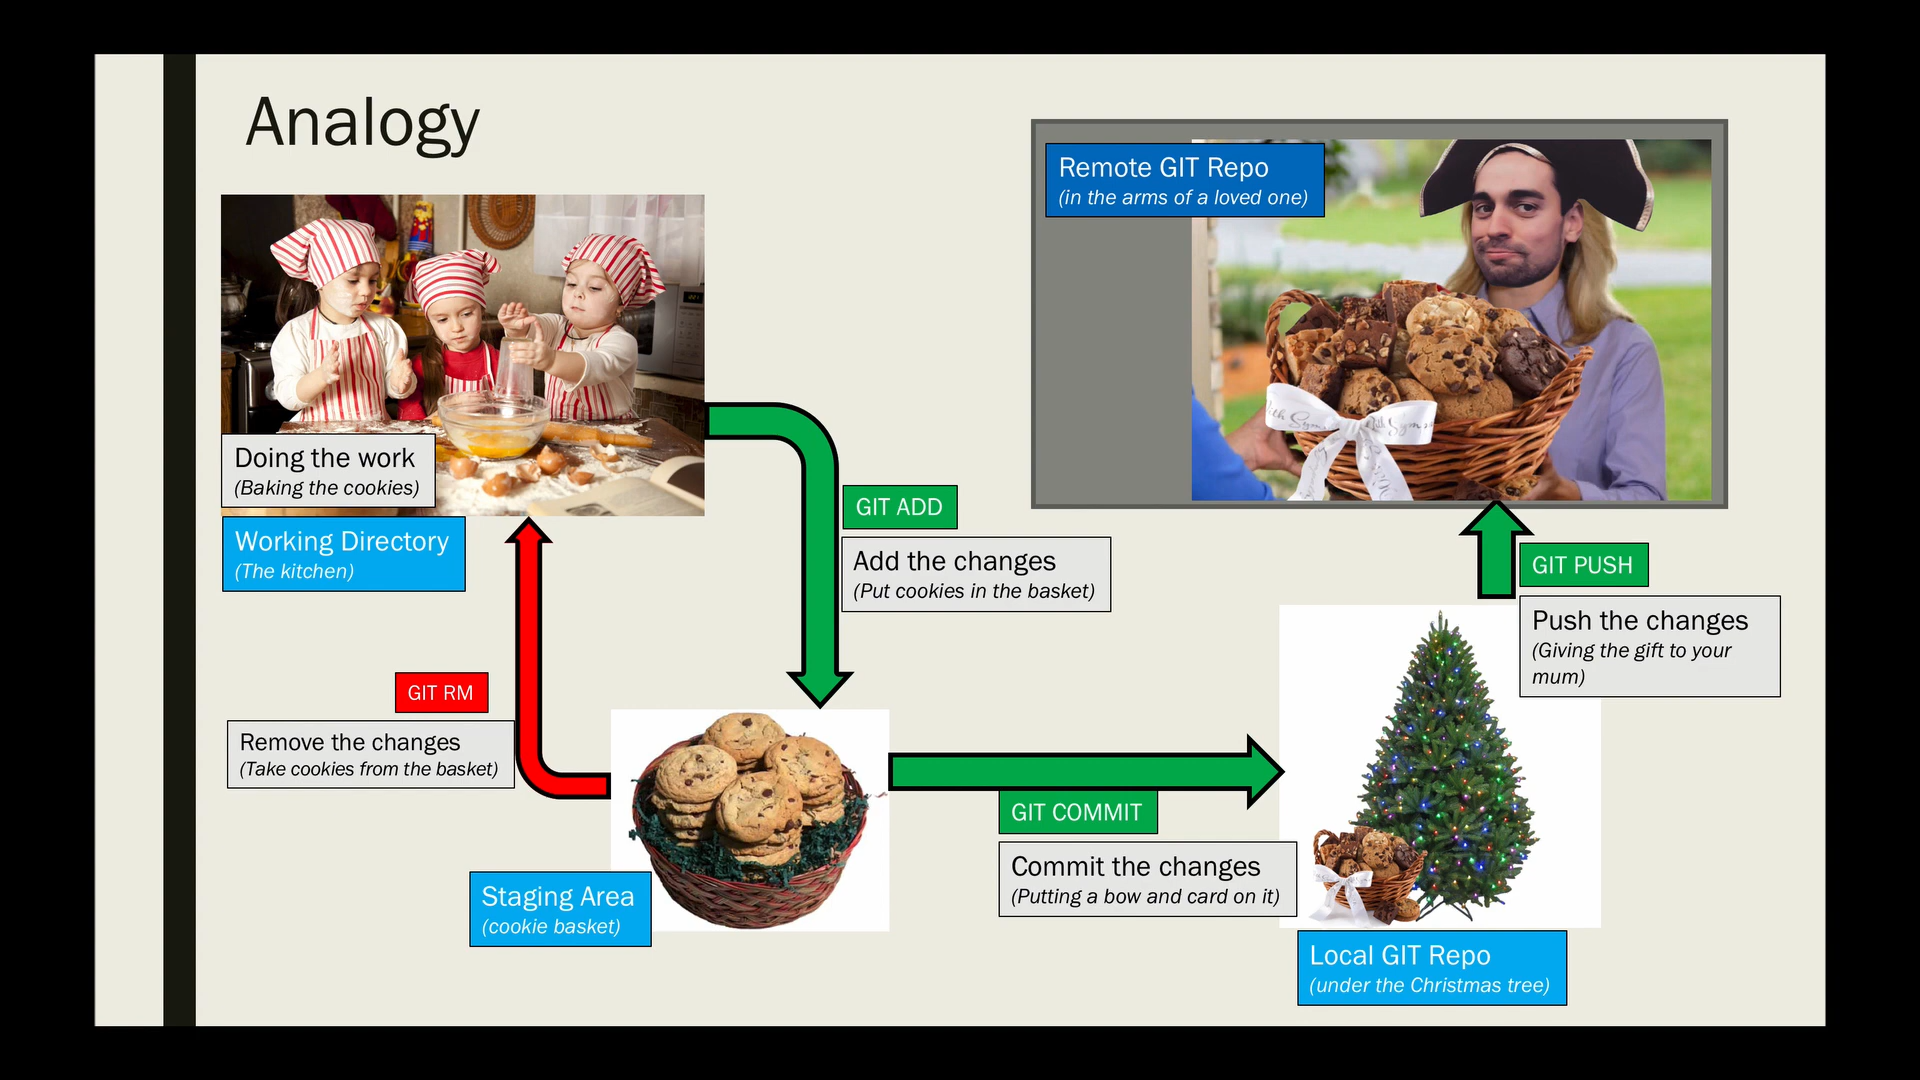 Analogy
Remote GIT Repo
(in the arms of a loved one)
Doing the work
(Baking the cookies)
Working Directory
(The kitchen)
GIT ADD
Add the changes
(Put cookies in the basket)
GIT PUSH
Push the changes
(Giving the gift to your
mum)
GIT RM
Remove the changes
(Take cookies from the basket)
GIT COMMIT
Commit the changes
(Putting a bow and card on it)
Staging Area
(cookie basket)
Local GIT Repo
(under the Christmas tree)